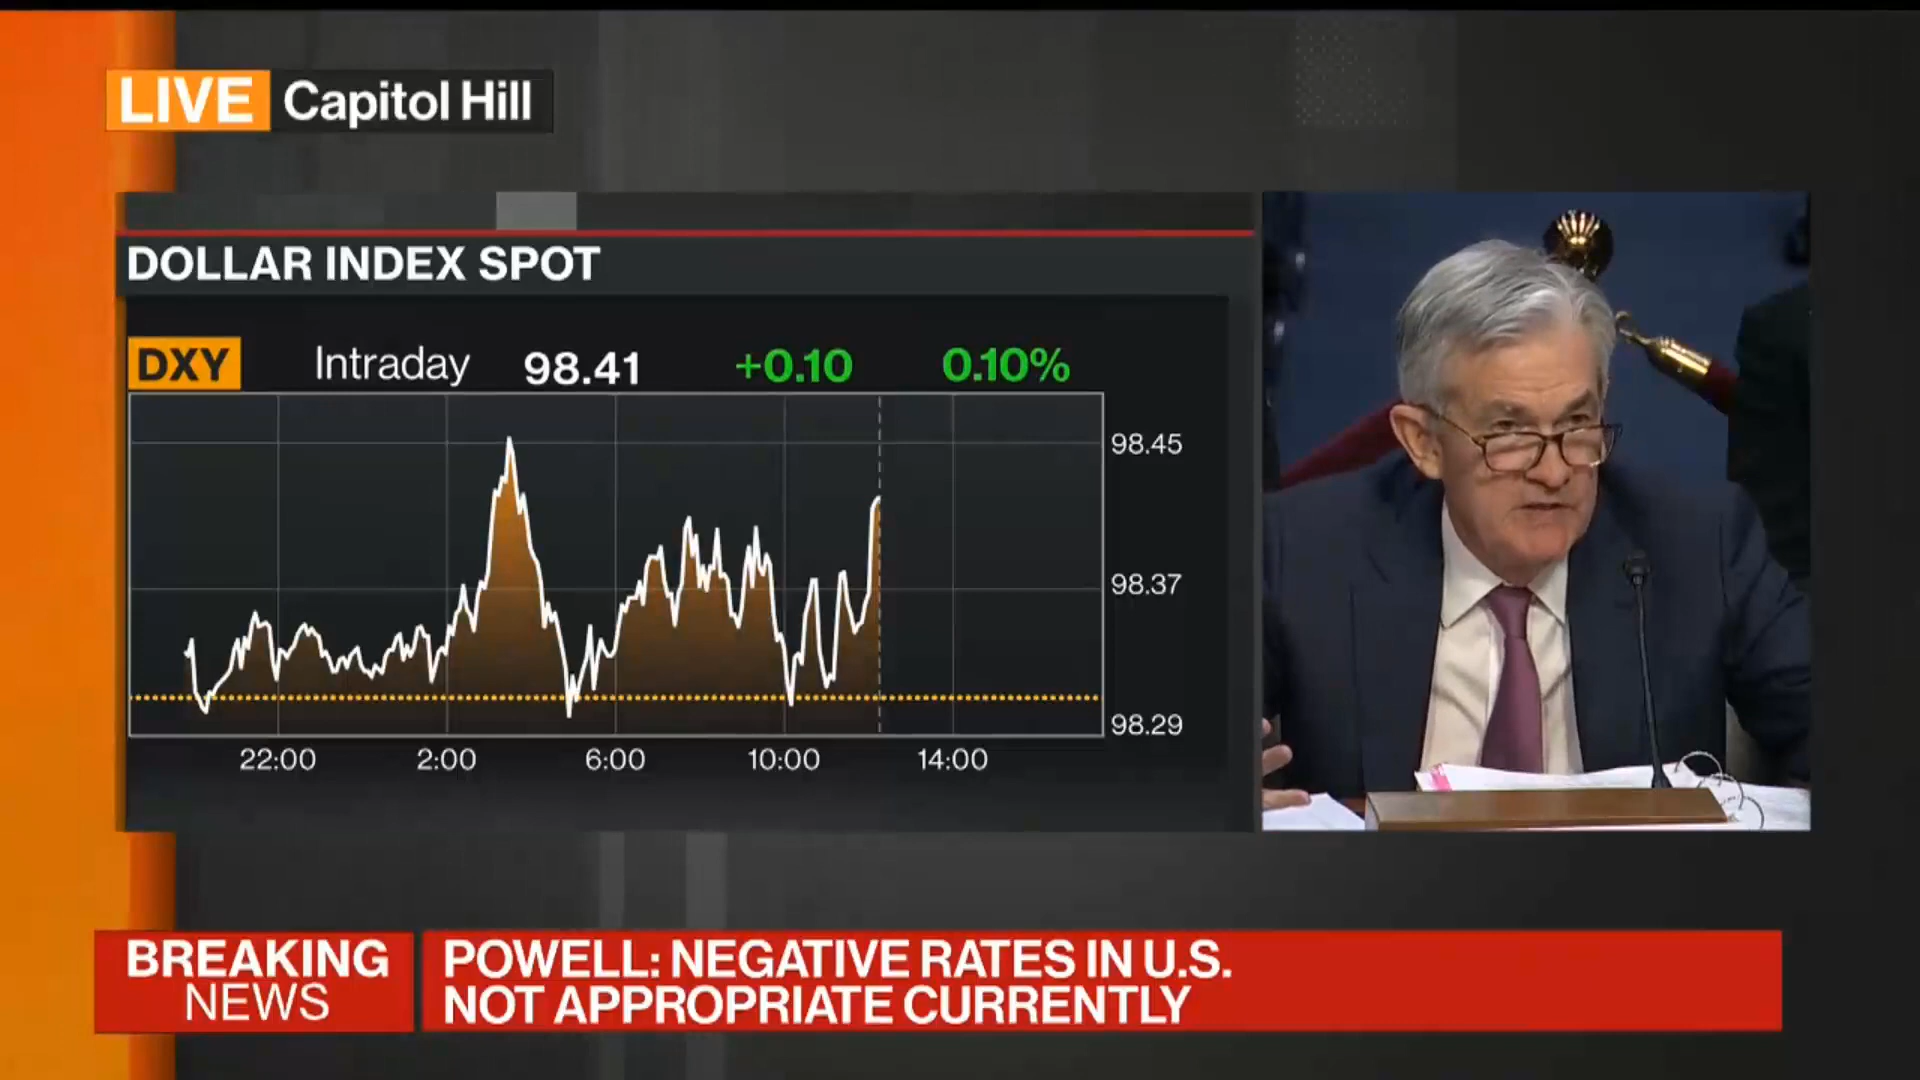 LIVE Capitol Hill
DOLLAR INDEX SPOT
DXY Intraday 98.41 +0.10 0.10%
98.45
98.37
98.29
22:00 2:00 6:00 10:00 14:00
BREAKING NEWS
POWELL: NEGATIVE RATES IN U.S.
NOT APPROPRIATE CURRENTLY